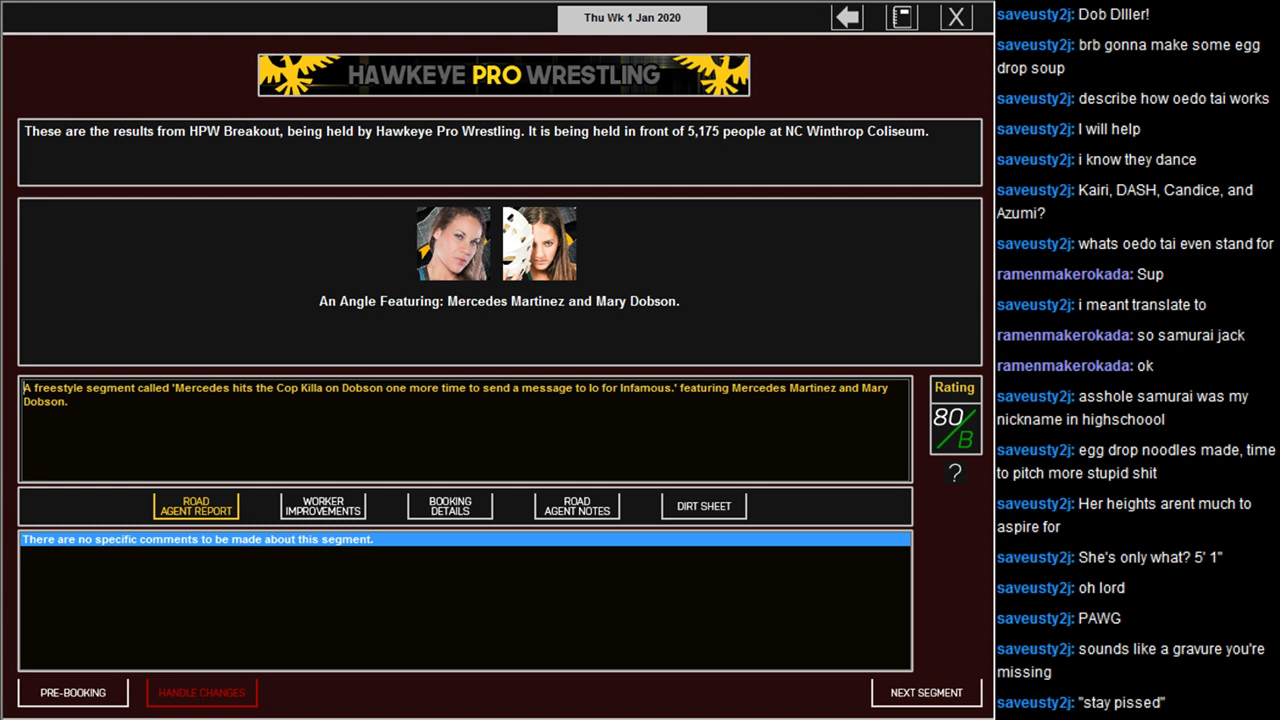 Thu Wk 1 Jan 2020
HAWKEYE PRO WRESTLING
These are the results from HPW Breakout, being held by Hawkeye Pro Wrestling. It is being held in front of 5,175 people at NC Winthrop Coliseum.
An Angle Featuring: Mercedes Martinez and Mary Dobson.
A freestyle segment called 'Mercedes hits the Cop Killa on Dobson one more time to send a message to Io for Infamous.' featuring Mercedes Martinez and Mary
Dobson.
Rating
80/B
?
ROAD
AGENT REPORT
WORKER
IMPROVEMENTS
BOOKING
DETAILS
ROAD
AGENT NOTES
DIRT SHEET
There are no specific comments to be made about this segment.
PRE-BOOKING
HANDLE CHANGES
NEXT SEGMENT
saveusty2j: Dob DIller!
saveusty2j: brb gonna make some egg
drop soup
saveusty2j: describe how oedo tai works
saveusty2j: I will help
saveusty2j: i know they dance
saveusty2j: Kairi, DASH, Candice, and
Azumi?
saveusty2j: whats oedo tai even stand for
ramenmakerokada: Sup
saveusty2j: i meant translate to
ramenmakerokada: so samurai jack
ramenmakerokada: ok
saveusty2j: asshole samurai was my
nickname in highschoool
saveusty2j: egg drop noodles made, time
to pitch more stupid shit
saveusty2j: Her heights arent much to
aspire for
saveusty2j: She's only what? 5' 1"
saveusty2j: oh lord
saveusty2j: PAWG
saveusty2j: sounds like a gravure you're
missing
saveusty2j: "stay pissed"